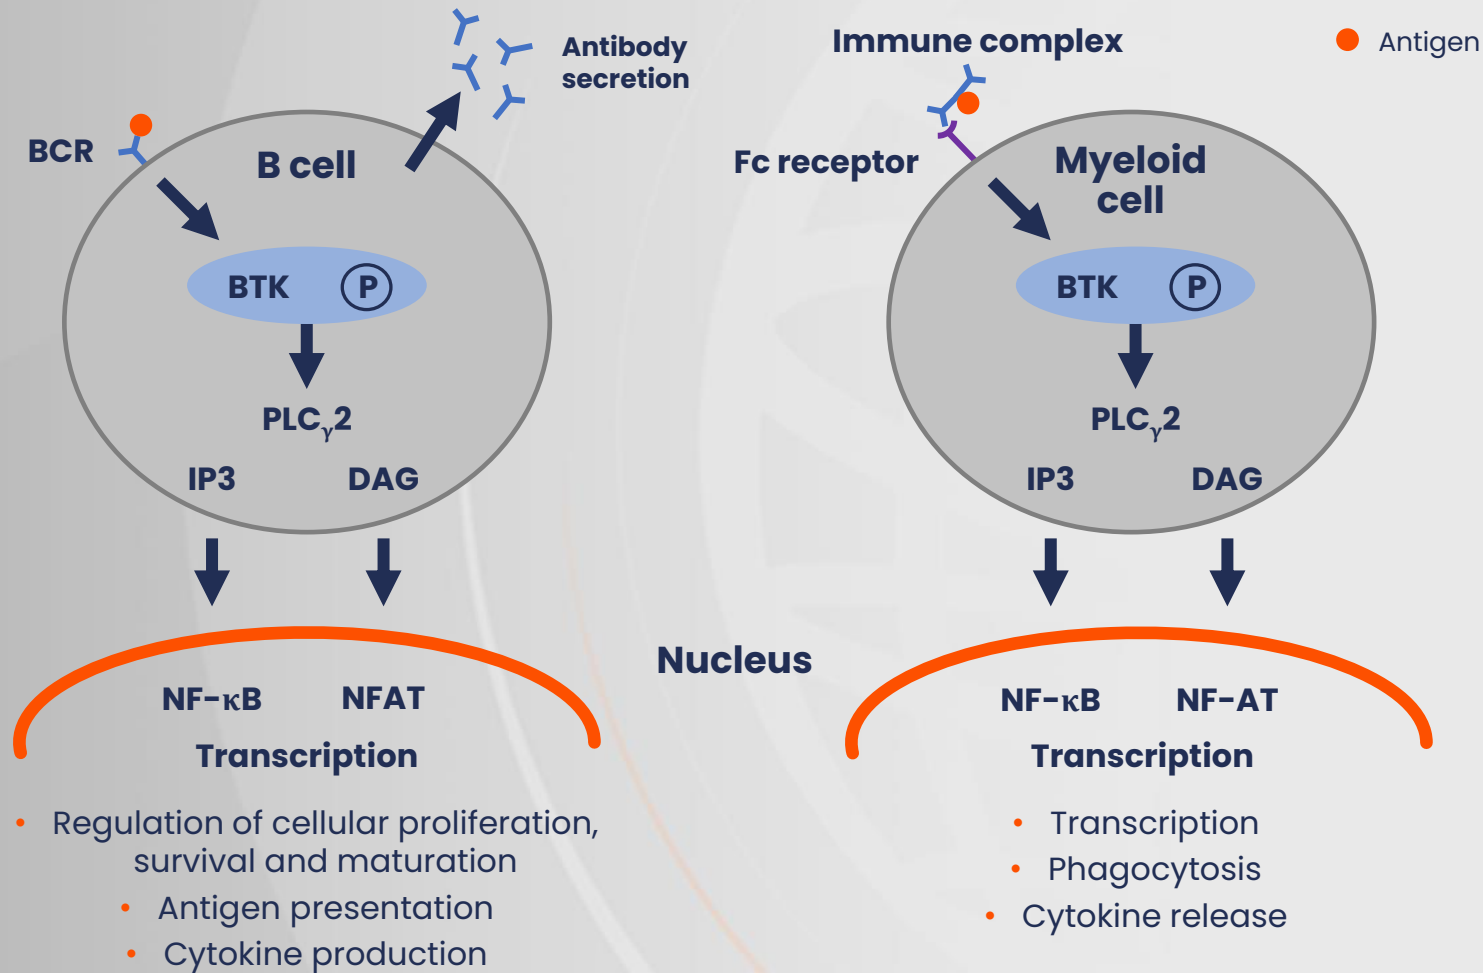 Antibody
secretion
BCR
B cell
BTK P
PLCγ2
IP3 DAG
NF-κB NFAT
Transcription
• Regulation of cellular proliferation,
survival and maturation
• Antigen presentation
• Cytokine production
Nucleus
Immune complex
Antigen
Fc receptor
Myeloid
cell
BTK P
PLCγ2
IP3 DAG
NF-κB NF-AT
Transcription
• Transcription
• Phagocytosis
• Cytokine release